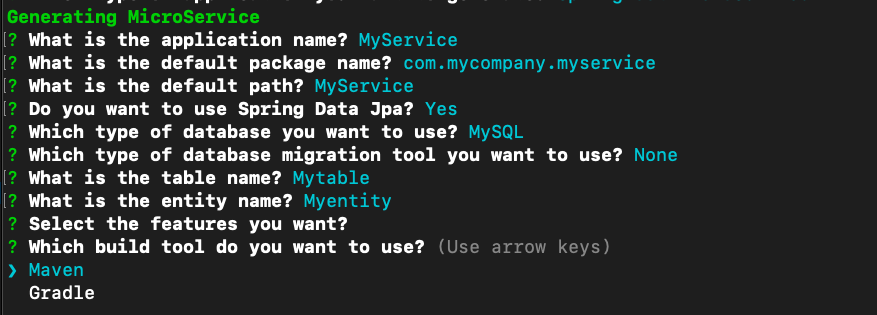 Generating MicroService
? What is the application name? MyService
? What is the default package name? com.mycompany.myservice
? What is the default path? MyService
? Do you want to use Spring Data Jpa? Yes
? Which type of database you want to use? MySQL
? Which type of database migration tool you want to use? None
? What is the table name? Mytable
? What is the entity name? Myentity
? Select the features you want?
? Which build tool do you want to use? (Use arrow keys)
❯ Maven
Gradle